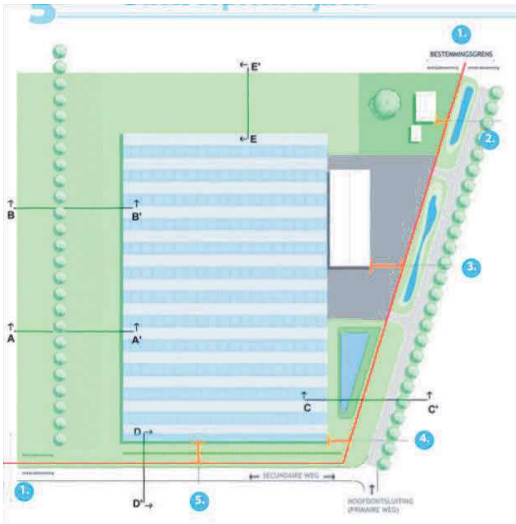 1.
BESTEMMINGSGRENS
E'
E
2.
B
B'
3.
A
A'
C
C'
D
4.
1.
SECUNDAIRE WEG
5.
D'
HOOFDONTSLUITING
(PRIMAIRE WEG)